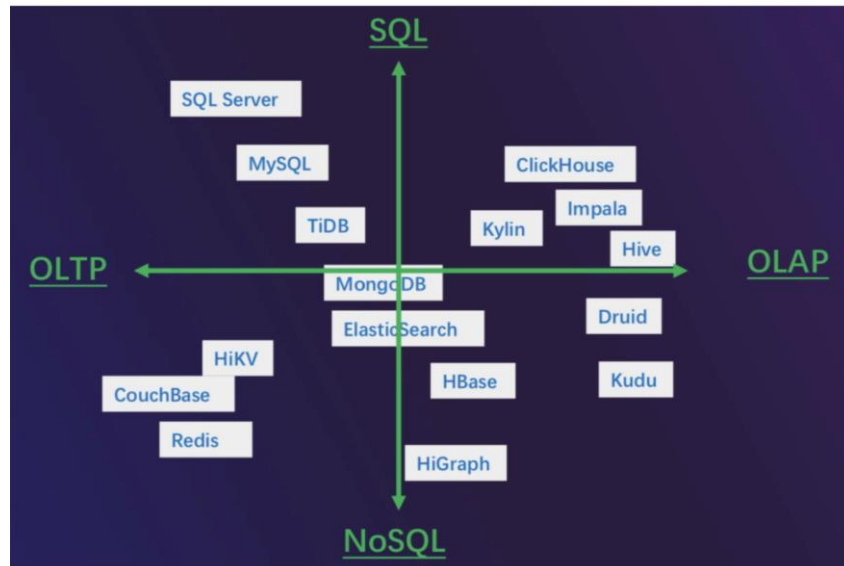 SQL
SQL Server
MySQL
ClickHouse
Impala
TiDB
Kylin
Hive
OLTP
OLAP
MongoDB
Druid
ElasticSearch
HiKV
HBase
Kudu
CouchBase
Redis
HiGraph
NoSQL